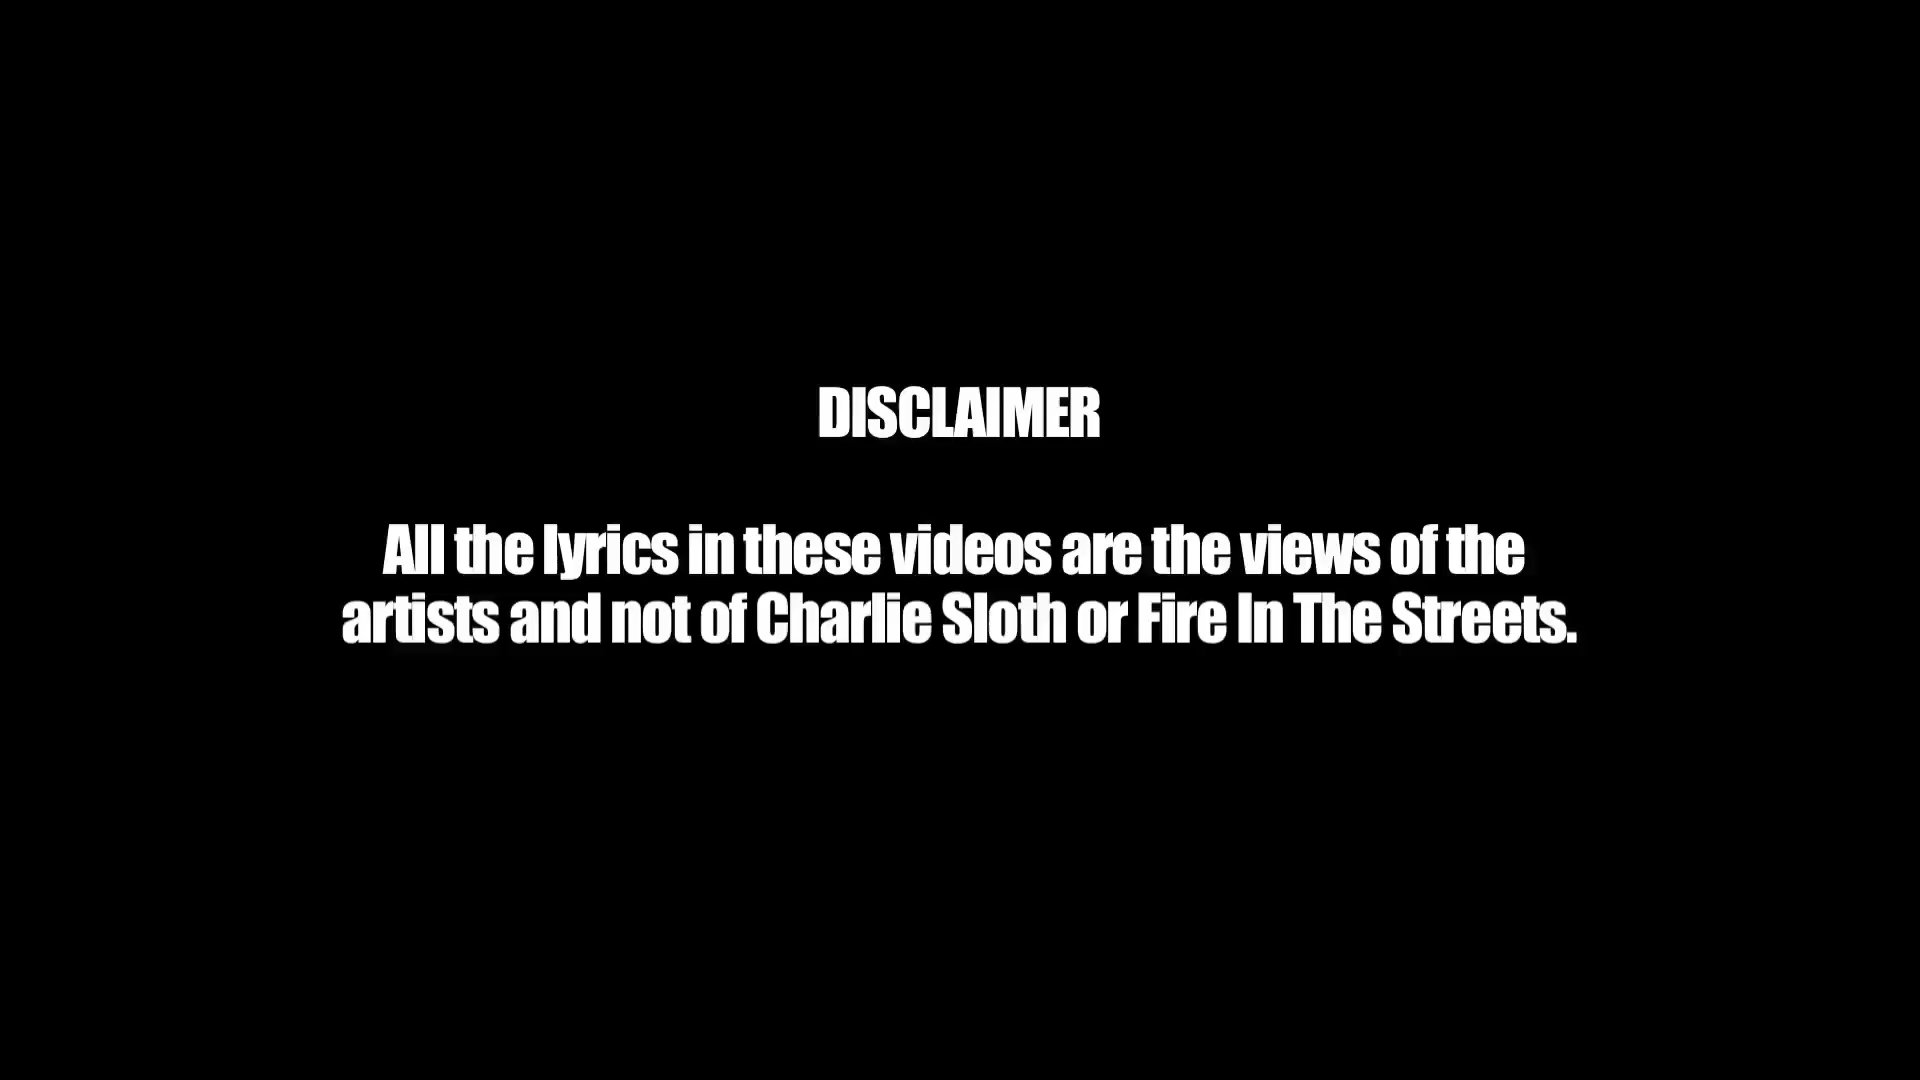 DISCLAIMER
All the lyrics in these videos are the views of the
artists and not of Charlie Sloth or Fire In The Streets.